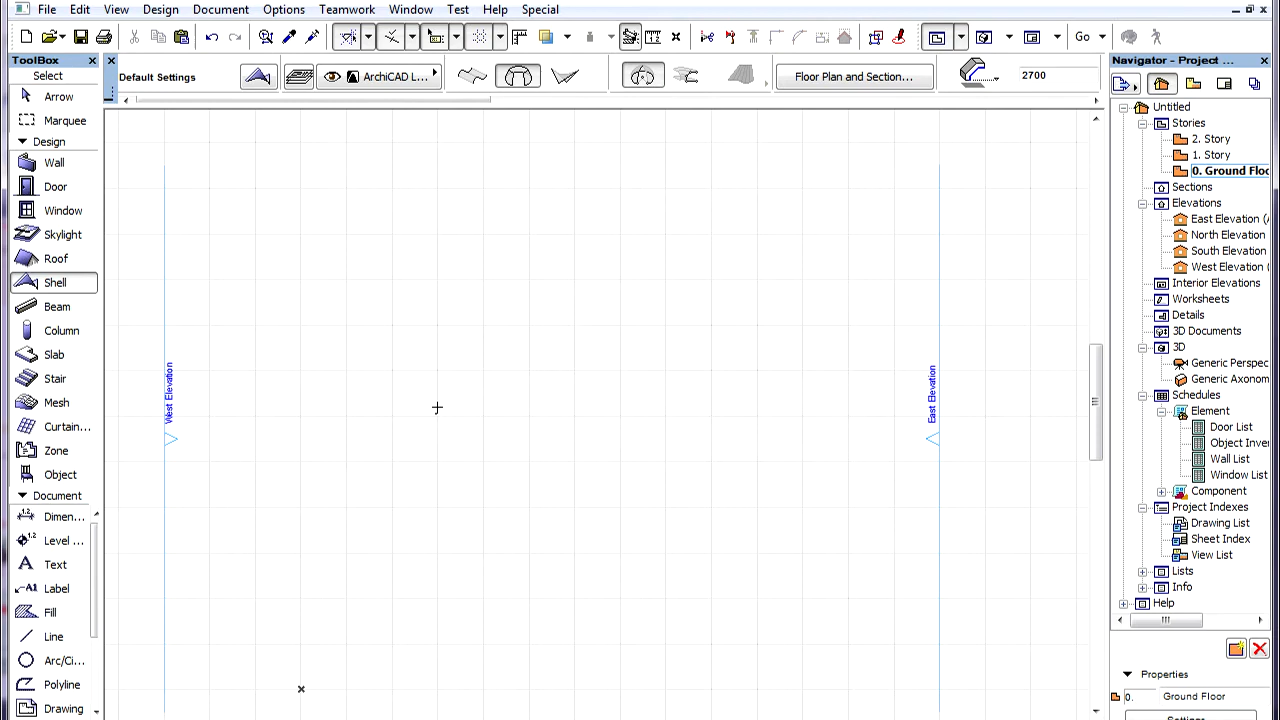 File Edit View Design Document Options Teamwork Window Test Help Special
ToolBox
Select
Arrow
Marquee
Design
Wall
Door
Window
Skylight
Roof
Shell
Beam
Column
Slab
Stair
Mesh
Curtain...
Zone
Object
Document
Dimen...
Level ...
Text
Label
Fill
Line
Arc/Ci...
Polyline
Drawing
Default Settings
ArchiCAD L...
Floor Plan and Section...
2700
Go
West Elevation
East Elevation
Navigator - Project ...
Untitled
Stories
2. Story
1. Story
0. Ground Floo
Sections
Elevations
East Elevation (
North Elevation
South Elevation
West Elevation (
Interior Elevations
Worksheets
Details
3D Documents
3D
Generic Perspec
Generic Axonom
Schedules
Element
Door List
Object Inver
Wall List
Window List
Component
Project Indexes
Drawing List
Sheet Index
View List
Lists
Info
Help
Properties
0. Ground Floor